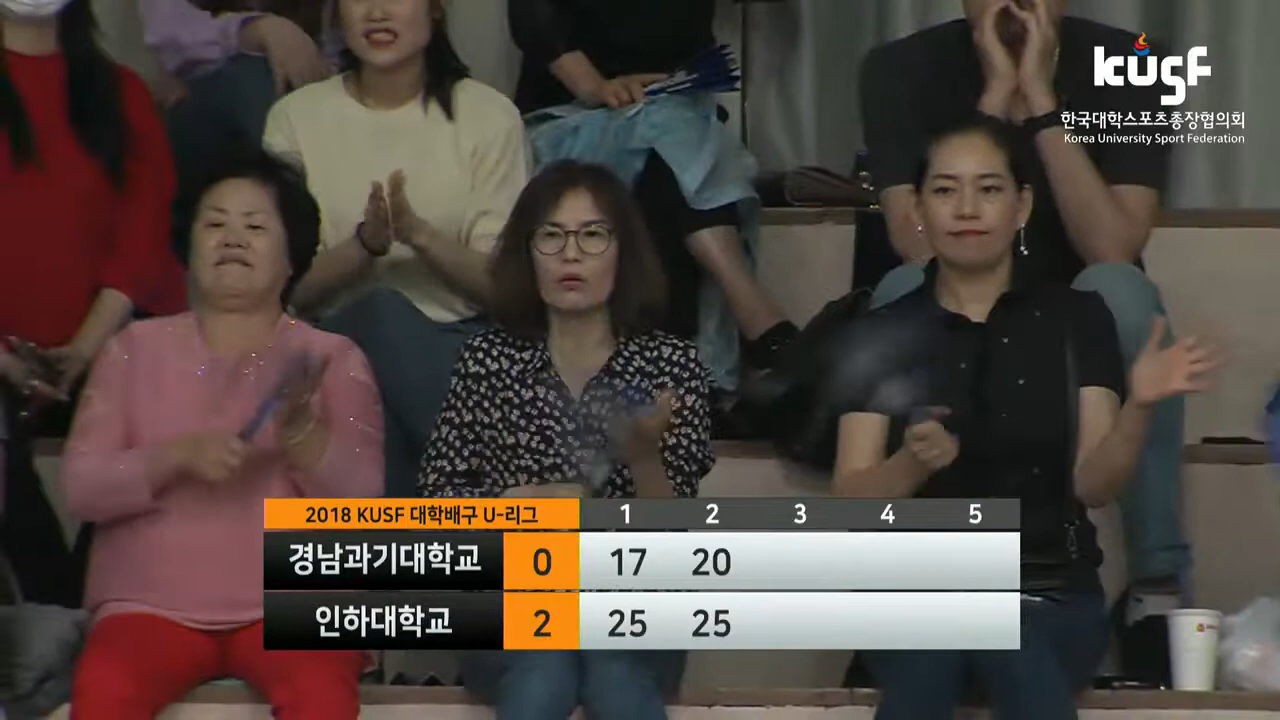 kusf
한국대학스포츠총장협의회
Korea University Sport Federation
2018 KUSF 대학배구 U-리그 1 2 3 4 5
경남과기대학교 0 17 20
인하대학교 2 25 25